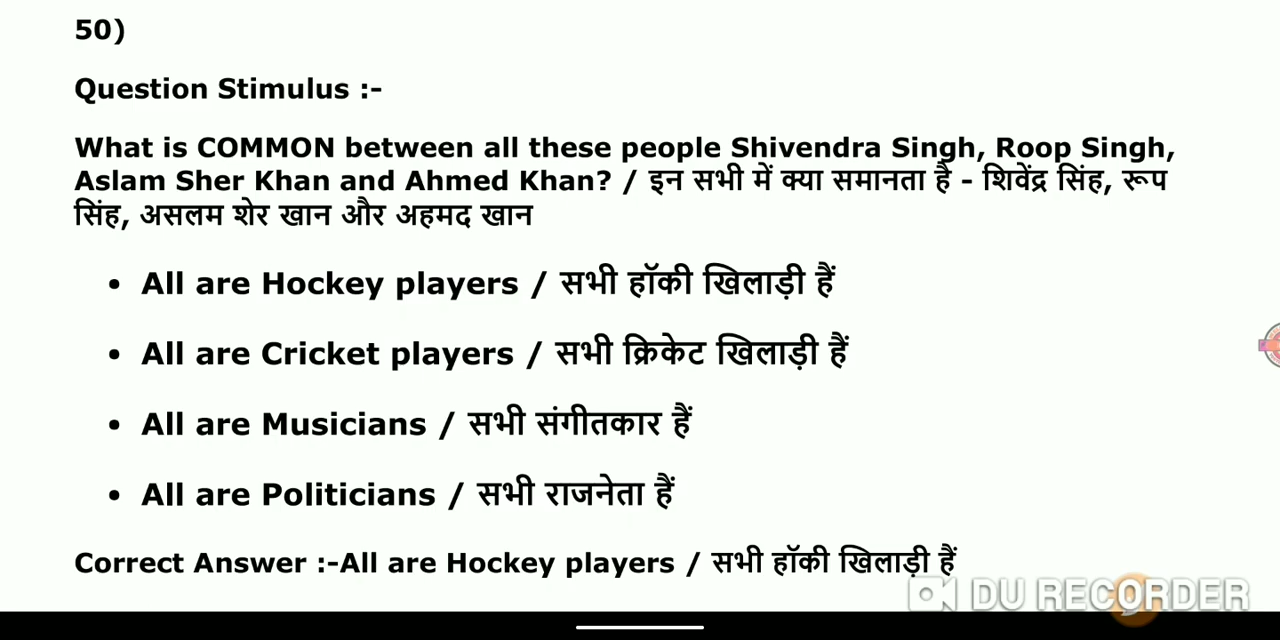 50)
Question Stimulus :-
What is COMMON between all these people Shivendra Singh, Roop Singh,
Aslam Sher Khan and Ahmed Khan? / इन सभी में क्या समानता है - शिवेंद्र सिंह, रूप
सिंह, असलम शेर खान और अहमद खान
• All are Hockey players / सभी हॉकी खिलाड़ी हैं
• All are Cricket players / सभी क्रिकेट खिलाड़ी हैं
• All are Musicians / सभी संगीतकार हैं
• All are Politicians / सभी राजनेता हैं
Correct Answer :-All are Hockey players / सभी हॉकी खिलाड़ी हैं
DU RECORDER